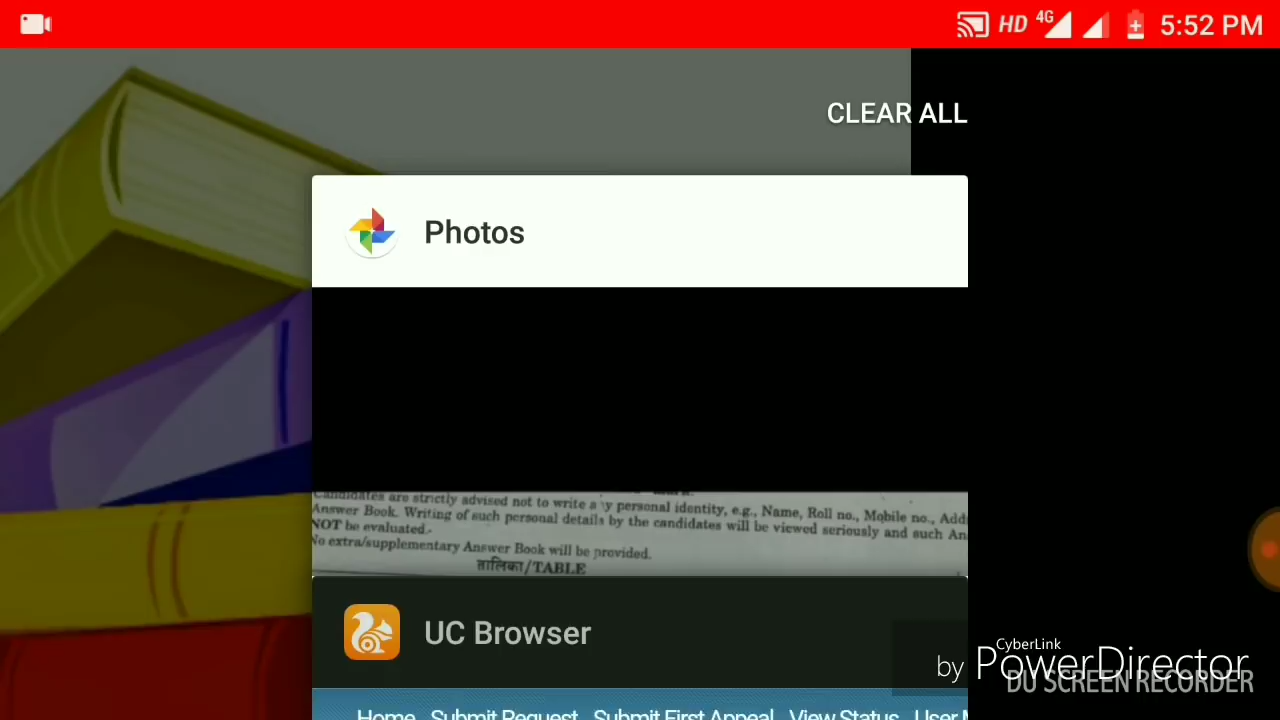 HD 4G 5:52 PM
CLEAR ALL
Photos
Candidates are strictly advised not to write a y personal identity, e.g., Name, Roll no., Mobile no., Add
Answer Book. Writing of such personal details by the candidates will be viewed seriously and such An
NOT be evaluated.
No extra/supplementary Answer Book will be provided.
तालिका/TABLE
UC Browser
CyberLink
by PowerDirector
DU SCREEN RECORDER
Home Submit Request Submit First Appeal View Status User M